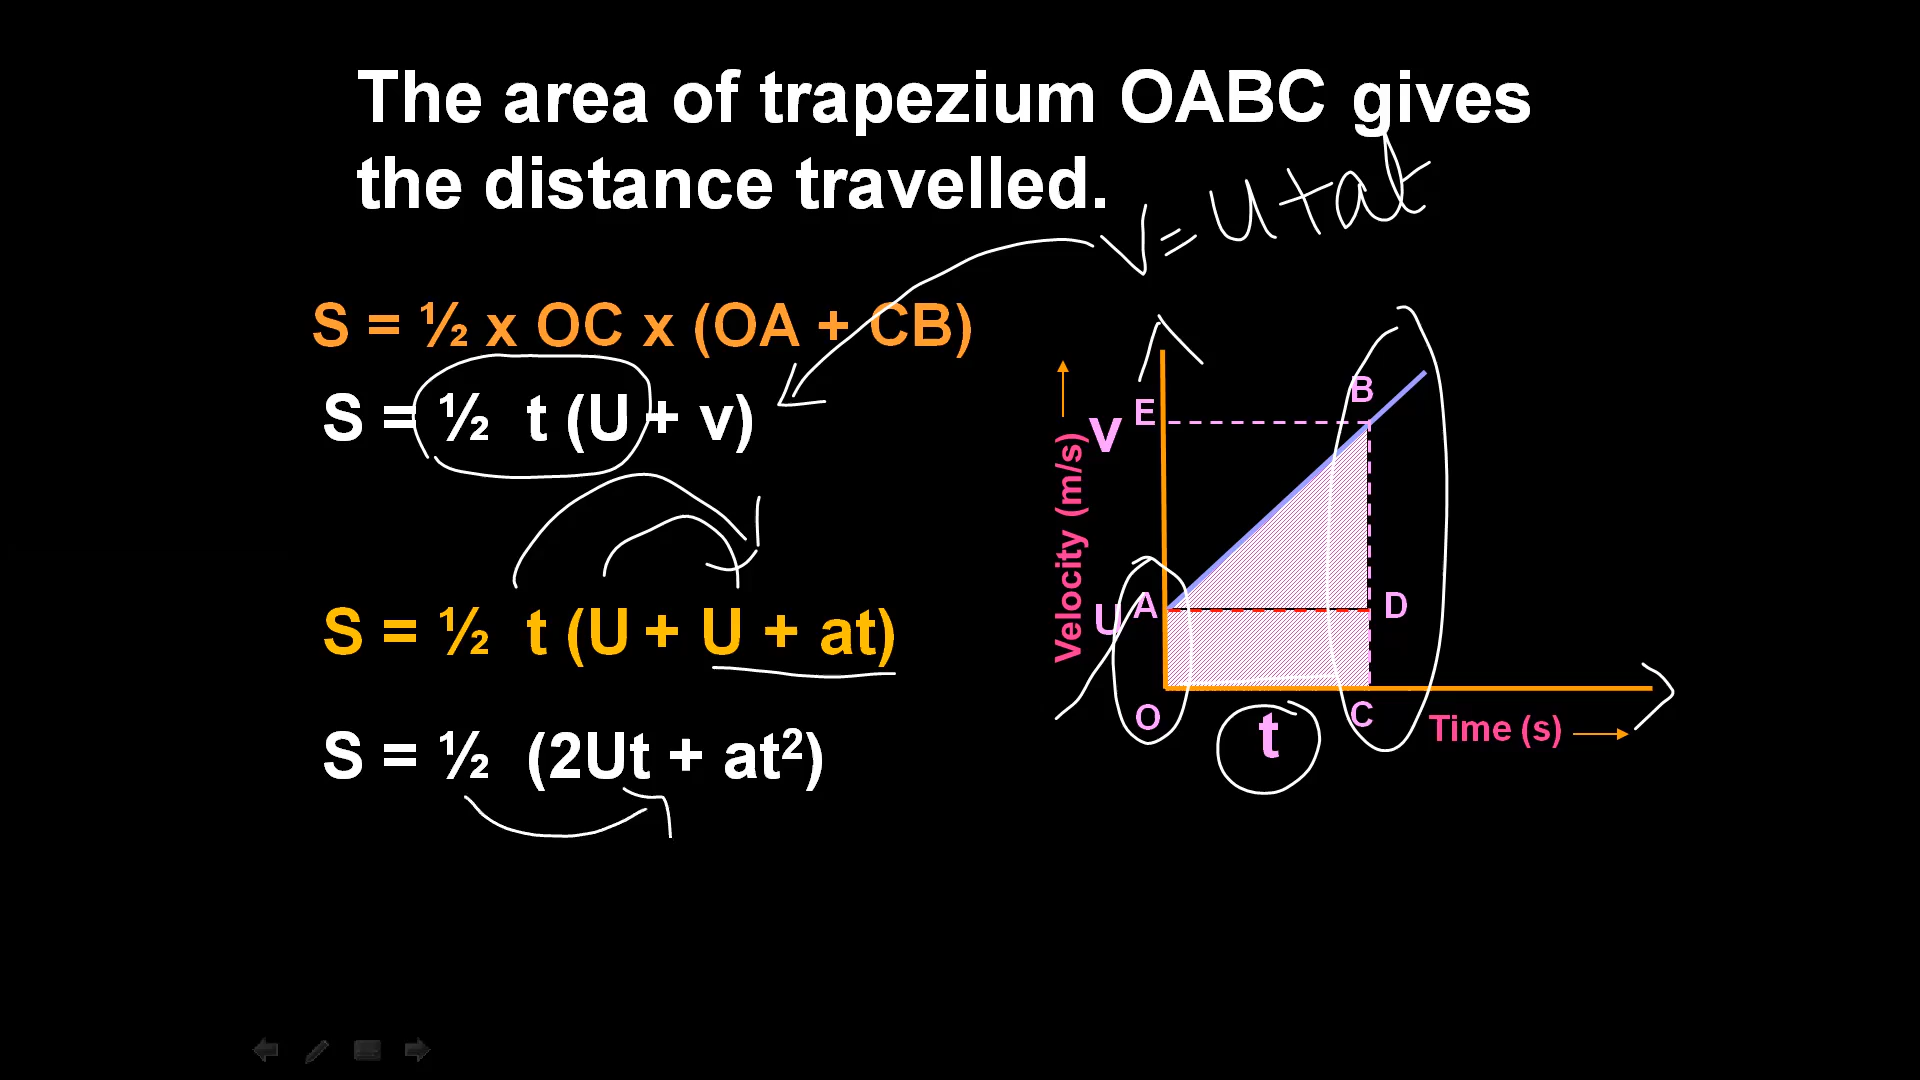 The area of trapezium OABC gives
the distance travelled.
v = u + at
S = ½ x OC x (OA + CB)
S = ½ t (U + v)
S = ½ t (U + U + at)
S = ½ (2Ut + at²)
B
E
v
Velocity (m/s)
A
U
D
O
t
C
Time (s)